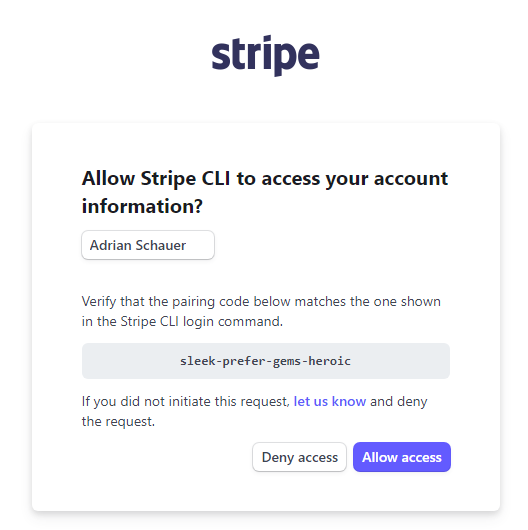 stripe
Allow Stripe CLI to access your account
information?
Adrian Schauer
Verify that the pairing code below matches the one shown
in the Stripe CLI login command.
sleek-prefer-gems-heroic
If you did not initiate this request, let us know and deny
the request.
Deny access
Allow access